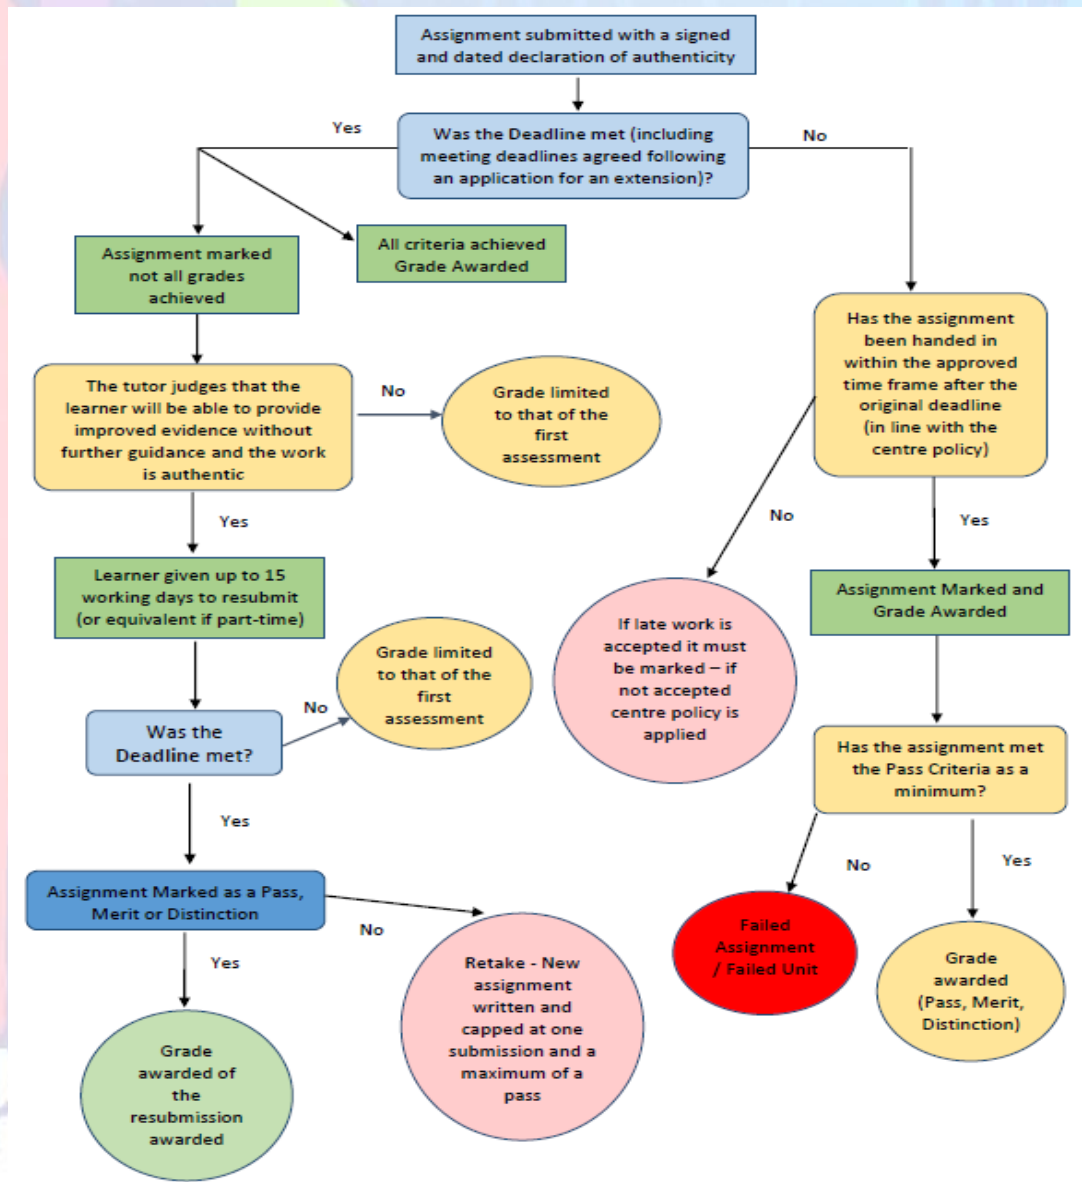 Assignment submitted with a signed
and dated declaration of authenticity
Yes
Was the Deadline met (including
meeting deadlines agreed following
an application for an extension)?
No
All criteria achieved
Grade Awarded
Assignment marked
not all grades
achieved
Has the assignment
been handed in
within the approved
time frame after the
original deadline
(in line with the
centre policy)
The tutor judges that the
learner will be able to provide
improved evidence without
further guidance and the work
is authentic
No
Grade limited
to that of the
first
assessment
Yes
No
Yes
Learner given up to 15
working days to resubmit
(or equivalent if part-time)
If late work is
accepted it must
be marked – if
not accepted
centre policy is
applied
Assignment Marked and
Grade Awarded
Grade limited
to that of the
first
assessment
No
Was the
Deadline met?
Has the assignment met
the Pass Criteria as a
minimum?
Yes
No
Yes
Assignment Marked as a Pass,
Merit or Distinction
No
Yes
Failed
Assignment
/ Failed Unit
Grade
awarded
(Pass, Merit,
Distinction)
Retake - New
assignment
written and
capped at one
submission and a
maximum of a
pass
Grade
awarded of
the
resubmission
awarded